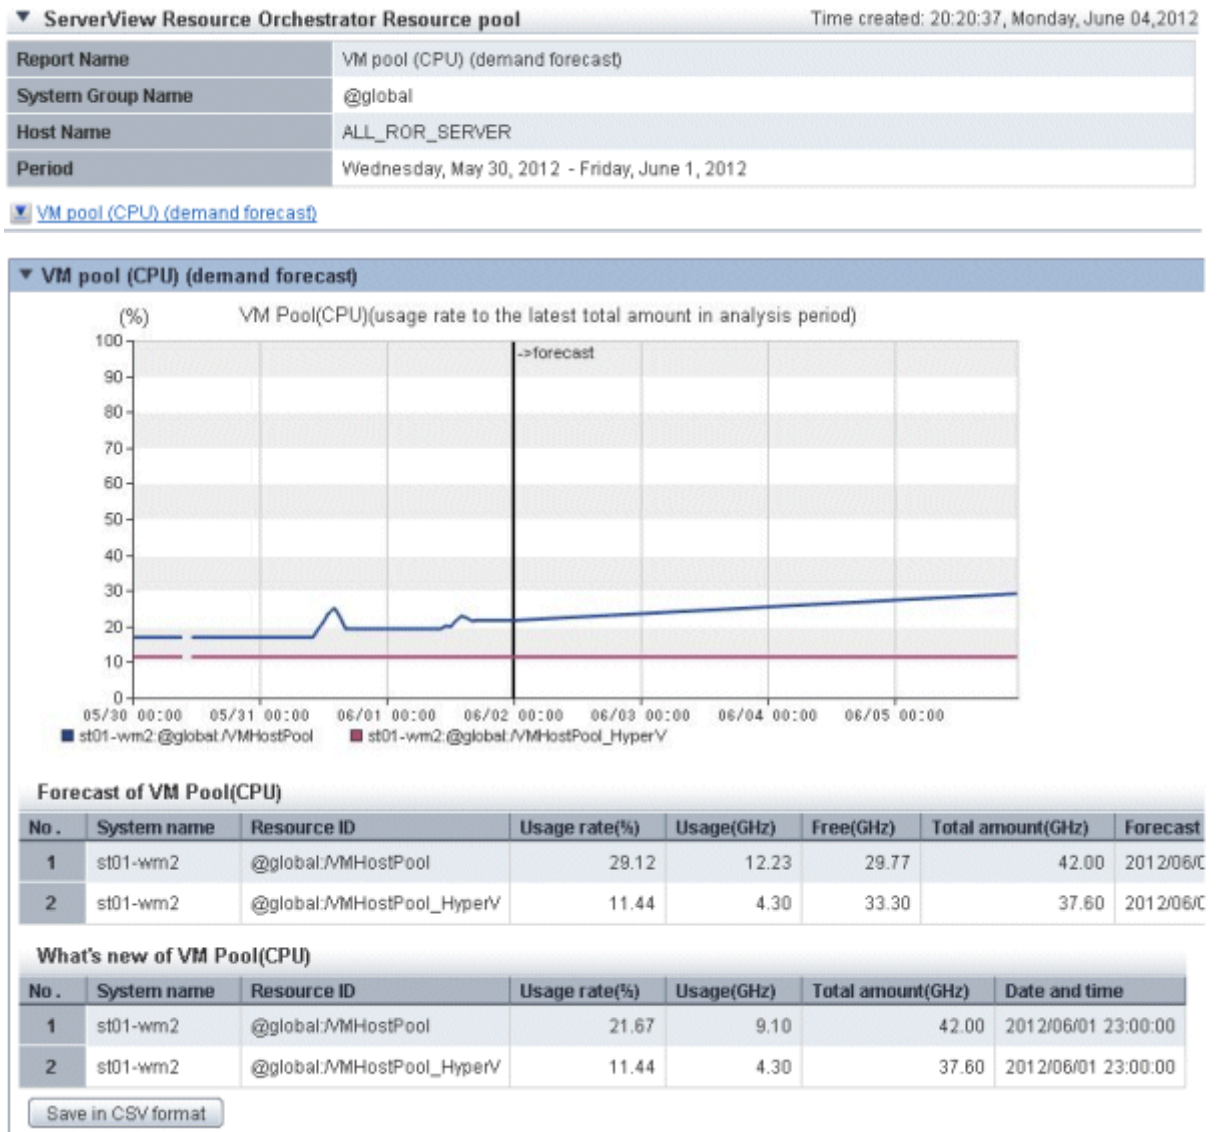 ServerView Resource Orchestrator Resource pool Time created: 20:20:37, Monday, June 04,2012
Report Name VM pool (CPU) (demand forecast)
System Group Name @global
Host Name ALL_ROR_SERVER
Period Wednesday, May 30, 2012 - Friday, June 1, 2012
VM pool (CPU) (demand forecast)
VM pool (CPU) (demand forecast)
(%) VM Pool(CPU)(usage rate to the latest total amount in analysis period)
100
->forecast
90
80
70
60
50
40
30
20
10
0
05/30 00:00 05/31 00:00 06/01 00:00 06/02 00:00 06/03 00:00 06/04 00:00 06/05 00:00
st01-wm2:@global:/VMHostPool st01-wm2:@global:/VMHostPool_HyperV
Forecast of VM Pool(CPU)
No. System name Resource ID Usage rate(%) Usage(GHz) Free(GHz) Total amount(GHz) Forecast
1 st01-wm2 @global:/VMHostPool 29.12 12.23 29.77 42.00 2012/06/0
2 st01-wm2 @global:/VMHostPool_HyperV 11.44 4.30 33.30 37.60 2012/06/0
What's new of VM Pool(CPU)
No. System name Resource ID Usage rate(%) Usage(GHz) Total amount(GHz) Date and time
1 st01-wm2 @global:/VMHostPool 21.67 9.10 42.00 2012/06/01 23:00:00
2 st01-wm2 @global:/VMHostPool_HyperV 11.44 4.30 37.60 2012/06/01 23:00:00
Save in CSV format